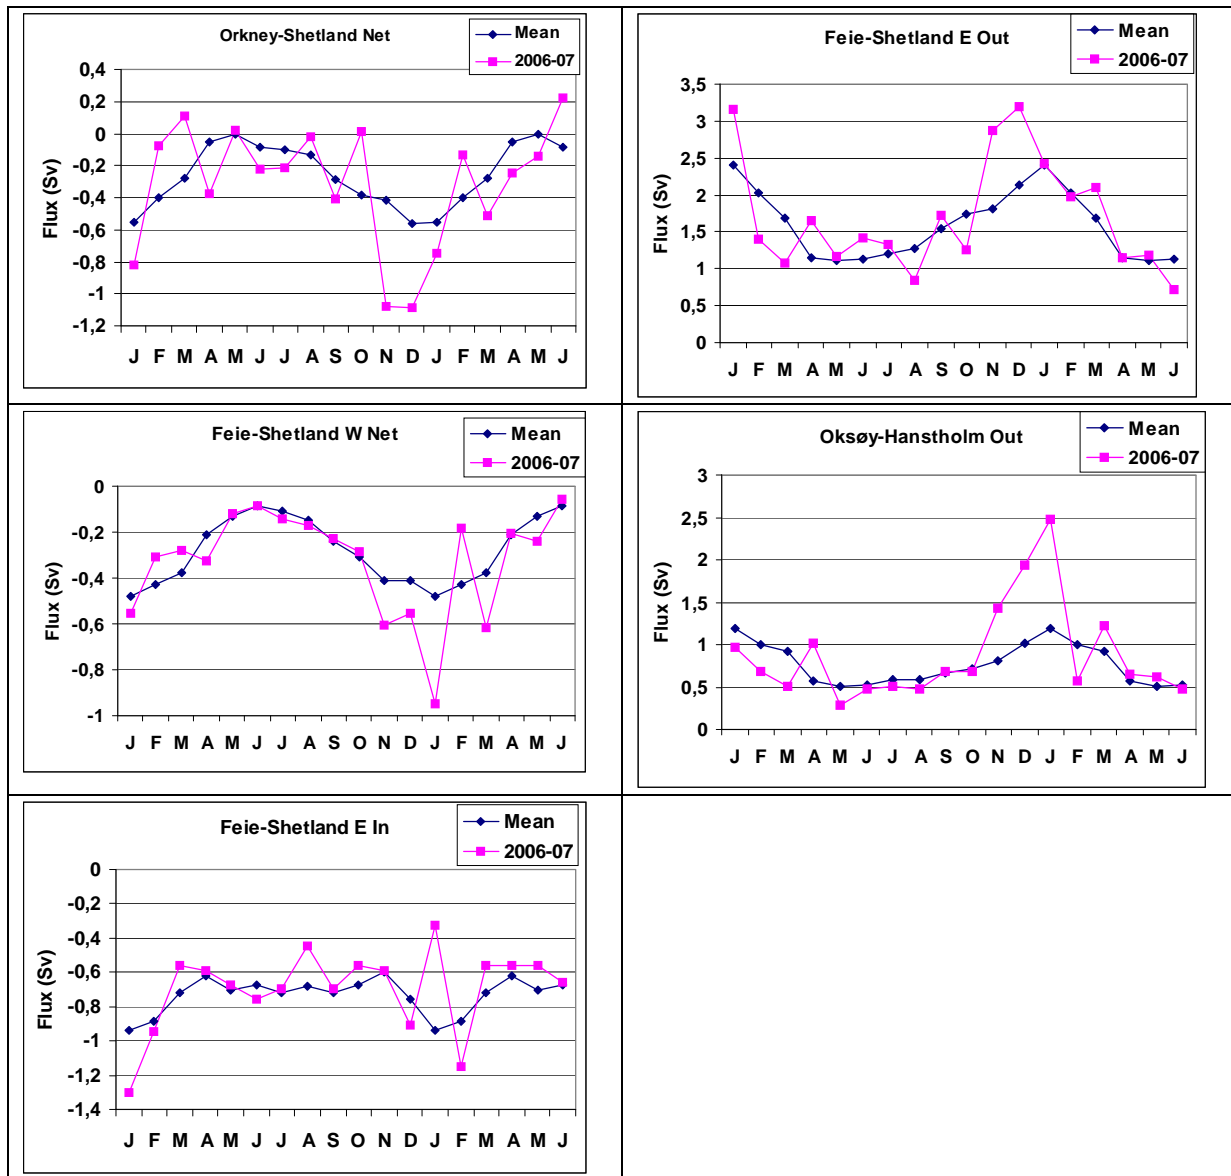 Orkney-Shetland Net
Mean
2006-07
Flux (Sv)
0,4
0,2
0
-0,2
-0,4
-0,6
-0,8
-1
-1,2
J F M A M J J A S O N D J F M A M J
Feie-Shetland E Out
Mean
2006-07
Flux (Sv)
3,5
3
2,5
2
1,5
1
0,5
0
J F M A M J J A S O N D J F M A M J
Feie-Shetland W Net
Mean
2006-07
Flux (Sv)
0
-0,2
-0,4
-0,6
-0,8
-1
J F M A M J J A S O N D J F M A M J
Oksøy-Hanstholm Out
Mean
2006-07
Flux (Sv)
3
2,5
2
1,5
1
0,5
0
J F M A M J J A S O N D J F M A M J
Feie-Shetland E In
Mean
2006-07
Flux (Sv)
0
-0,2
-0,4
-0,6
-0,8
-1
-1,2
-1,4
J F M A M J J A S O N D J F M A M J